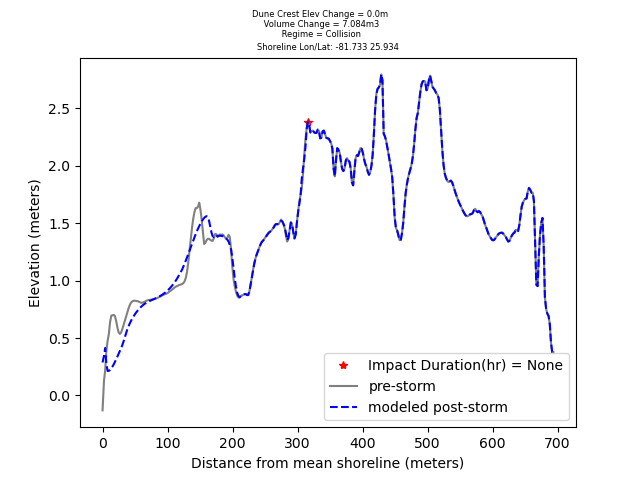 Dune Crest Elev Change = 0.0m
Volume Change = 7.084m3
Regime = Collision
Shoreline Lon/Lat: -81.733 25.934
2.5
2.0
1.5
1.0
0.5
0.0
Elevation (meters)
Impact Duration(hr) = None
pre-storm
modeled post-storm
0 100 200 300 400 500 600 700
Distance from mean shoreline (meters)